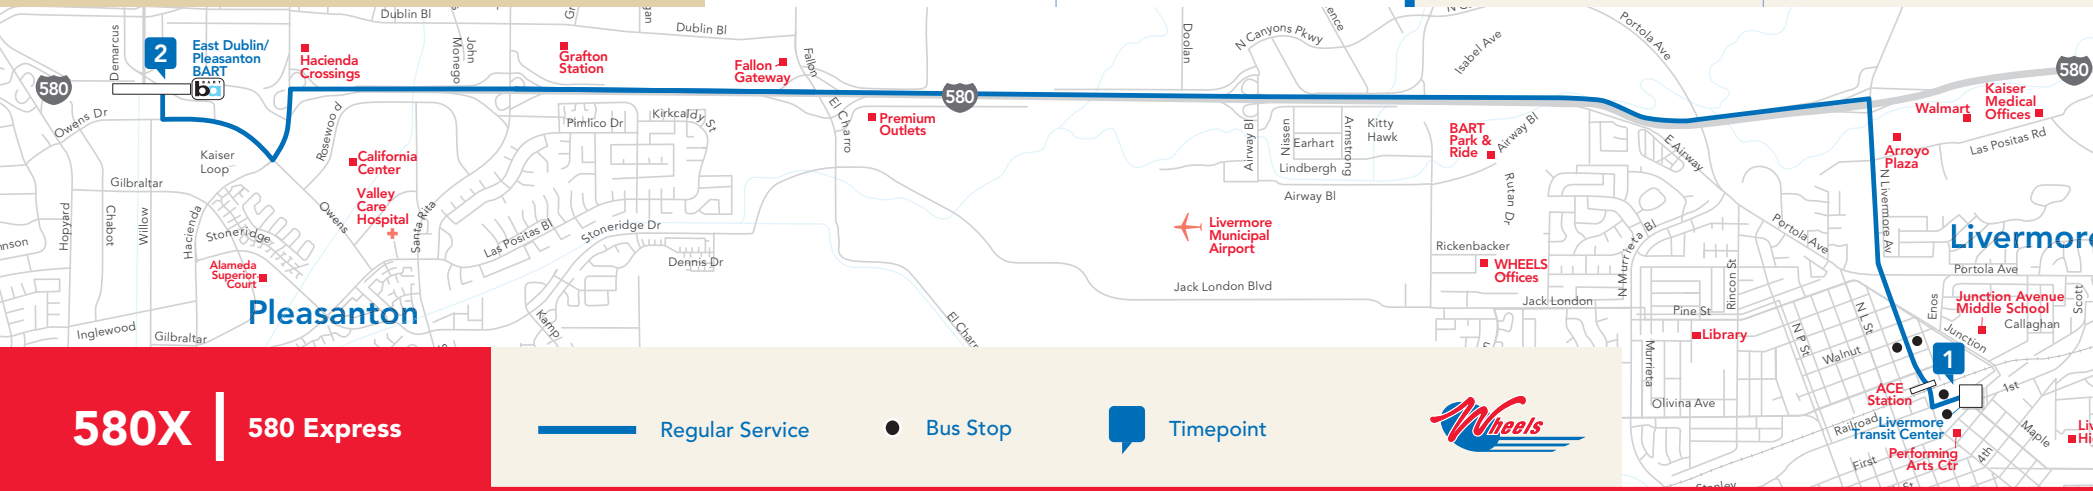 Dublin Bl
Demarcus
2
East Dublin/
Pleasanton
BART
ba
580
Owens Dr
Hacienda
Crossings
John
Monego
Grafton
Station
Dublin Bl
Fallon
Gateway
Fallon
El Charro
Premium
Outlets
580
Doolan
N Canyons Pkwy
Isabel Ave
Portola Ave
580
Kaiser
Medical
Offices
Walmart
Las Positas Rd
Arroyo
Plaza
N Livermore Av
Rosewood
Pimlico Dr
Kirkcaldy St
Airway Bl
Nissen
Earhart
Armstrong
Kitty
Hawk
Lindbergh
Airway Bl
BART
Park &
Ride
Airway Bl
E Airway
Kaiser
Loop
California
Center
Valley
Care
Hospital
Gilbraltar
Hopyard
Chabot
Willow
Hacienda
Stoneridge
Owens
Santa Rita
Las Positas Bl
Stoneridge Dr
Dennis Dr
Alameda
Superior
Court
Pleasanton
Inglewood
Gilbraltar
Kamp
El Charro
Livermore
Municipal
Airport
Jack London Blvd
Rutan Dr
Rickenbacker
WHEELS
Offices
Jack London
N Murrieta Bl
Rincon St
Pine St
Library
Murrieta
Olivina Ave
Portola Ave
Livermore
Portola Ave
Junction Avenue
Middle School
Enos
Callaghan
Scott
Junction
N L St
N P St
Walnut
1
ACE
Station
1st
Railroad
Livermore
Transit Center
Performing
Arts Ctr
First
4th
Maple
580X
580 Express
Regular Service
Bus Stop
Timepoint
Wheels